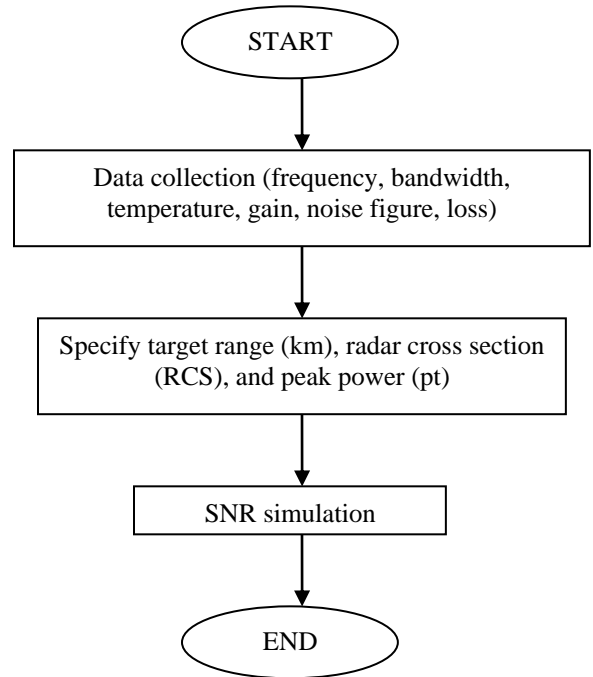 START
Data collection (frequency, bandwidth,
temperature, gain, noise figure, loss)
Specify target range (km), radar cross section
(RCS), and peak power (pt)
SNR simulation
END